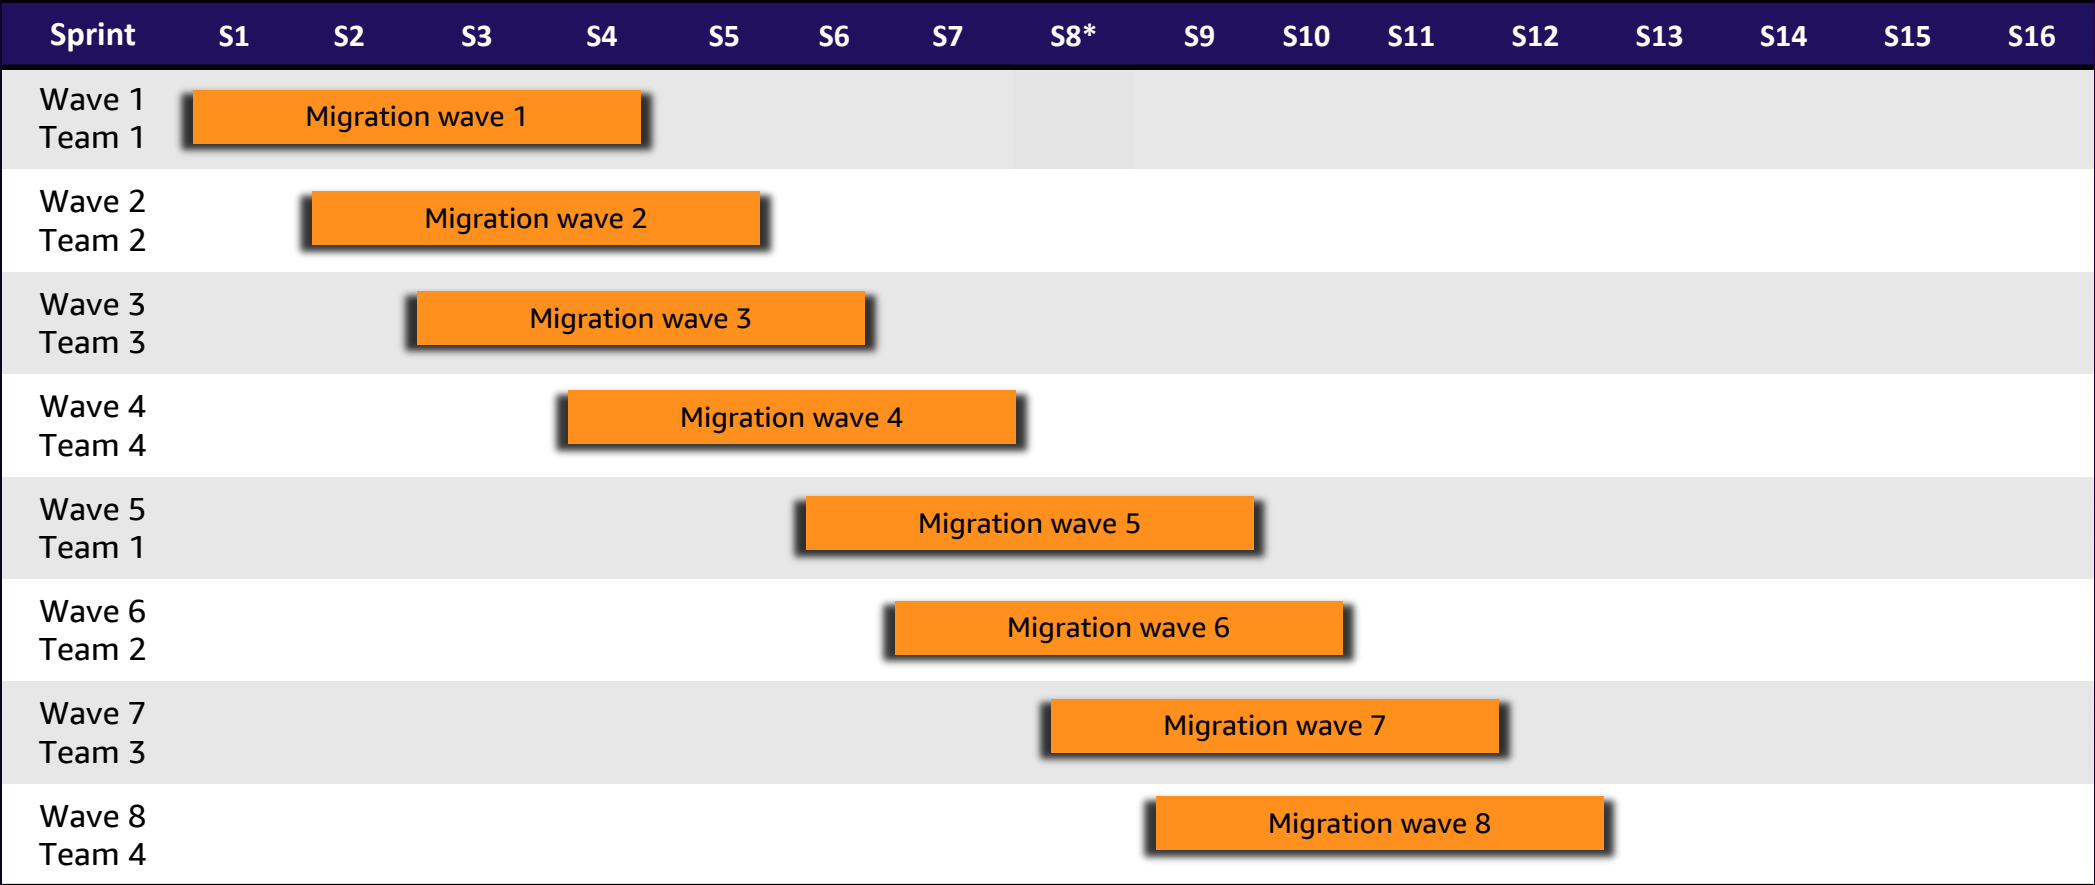 Sprint S1 S2 S3 S4 S5 S6 S7 S8* S9 S10 S11 S12 S13 S14 S15 S16
Wave 1
Team 1
Migration wave 1
Wave 2
Team 2
Migration wave 2
Wave 3
Team 3
Migration wave 3
Wave 4
Team 4
Migration wave 4
Wave 5
Team 1
Migration wave 5
Wave 6
Team 2
Migration wave 6
Wave 7
Team 3
Migration wave 7
Wave 8
Team 4
Migration wave 8